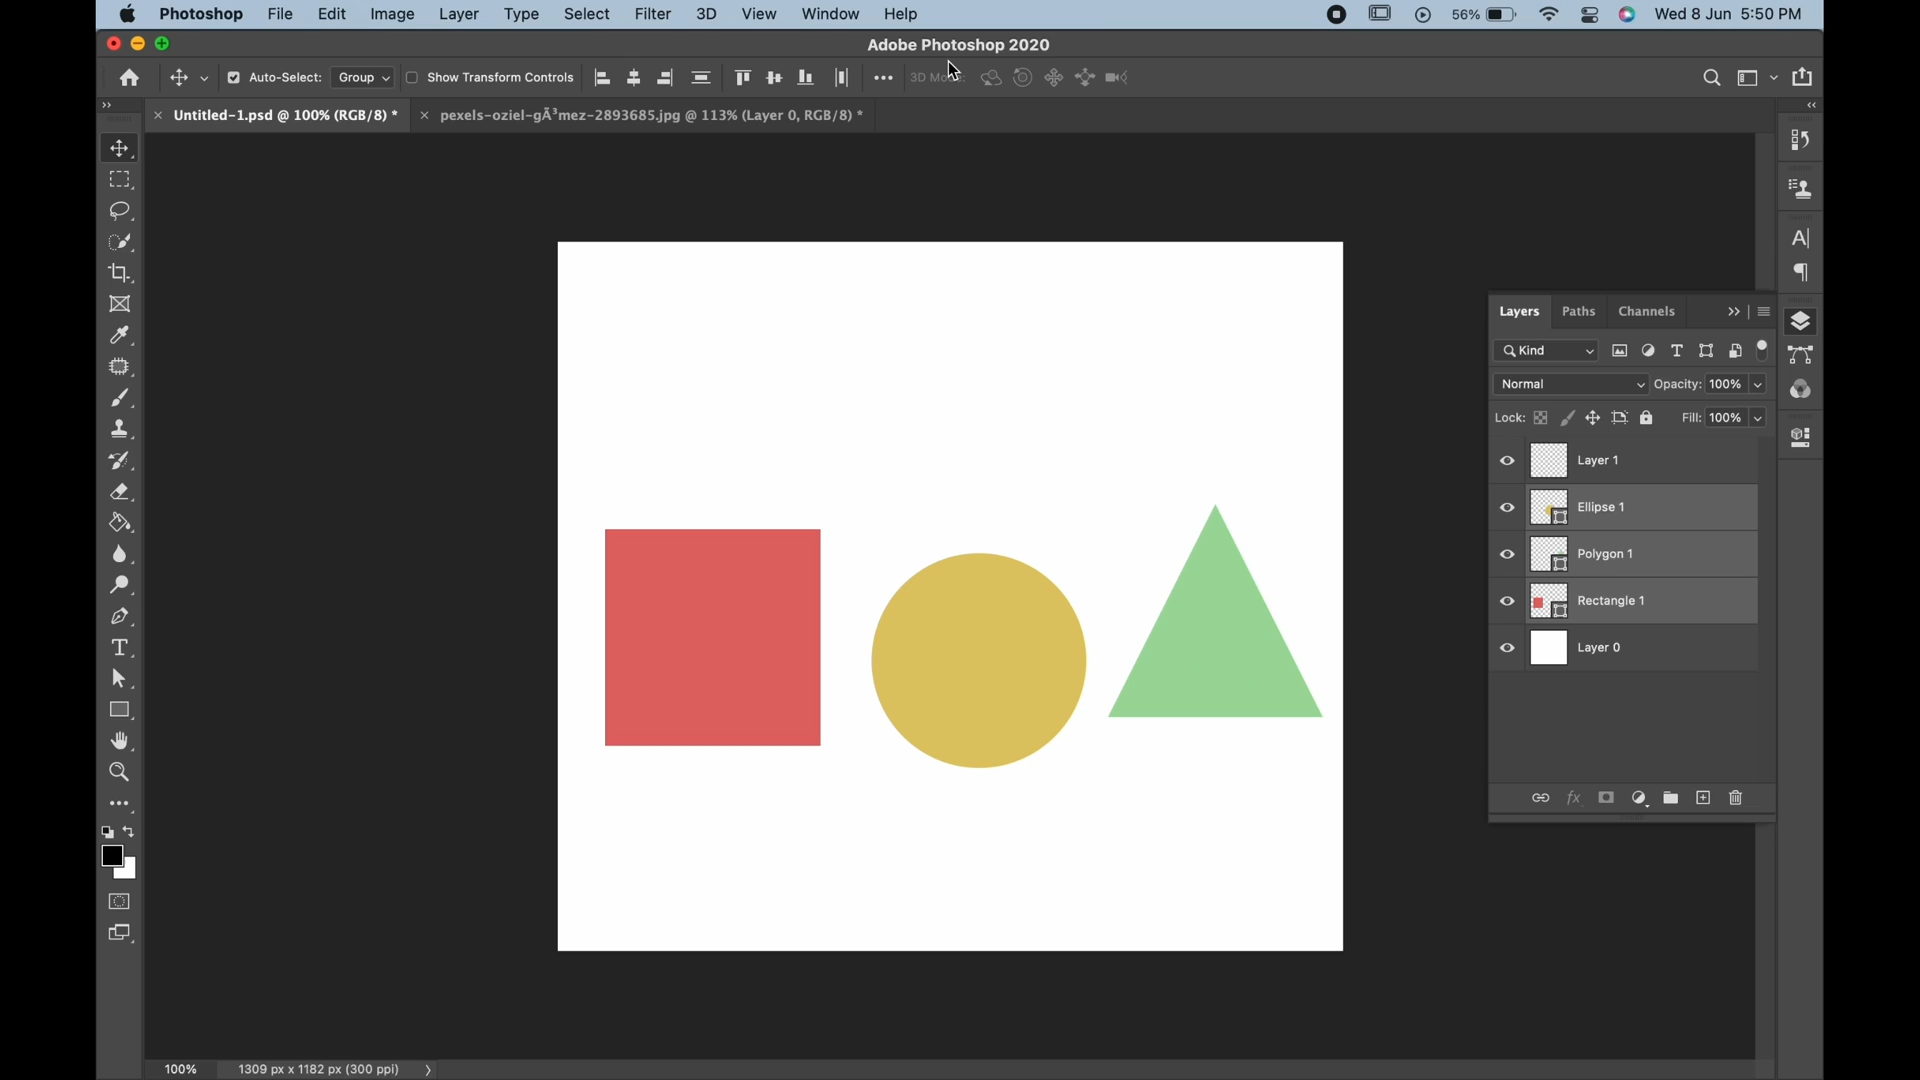 Photoshop File Edit Image Layer Type Select Filter 3D View Window Help 56% Wed 8 Jun 5:50 PM
Adobe Photoshop 2020
Auto-Select: Group Show Transform Controls 3D Mode:
Untitled-1.psd @ 100% (RGB/8) * pexels-oziel-gÃ³mez-2893685.jpg @ 113% (Layer 0, RGB/8) *
Layers Paths Channels
Kind
Normal Opacity: 100%
Lock: Fill: 100%
Layer 1
Ellipse 1
Polygon 1
Rectangle 1
Layer 0
100% 1309 px x 1182 px (300 ppi)